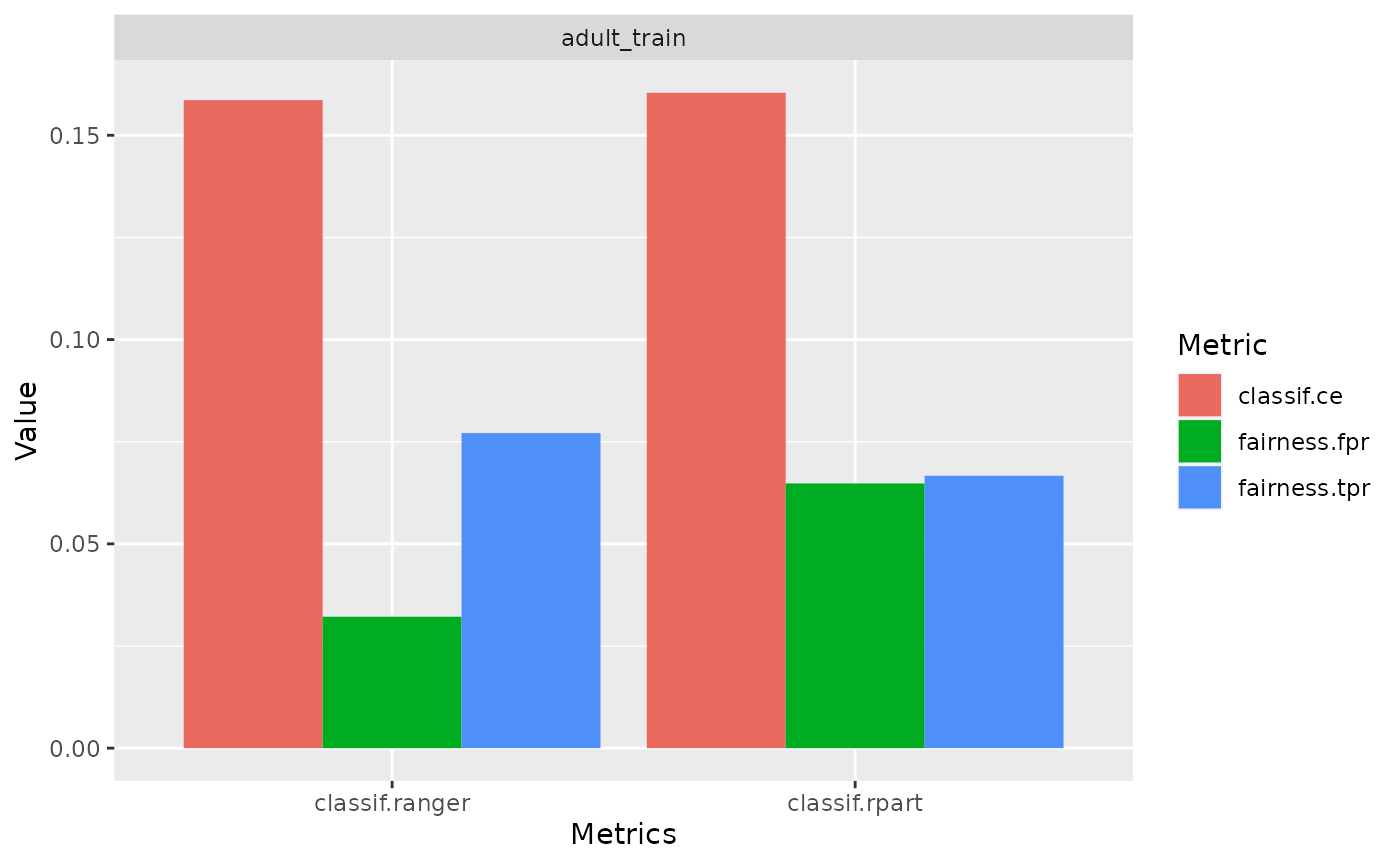 adult_train
0.15
0.10
0.05
0.00
Value
classif.ranger
classif.rpart
Metrics
Metric
classif.ce
fairness.fpr
fairness.tpr